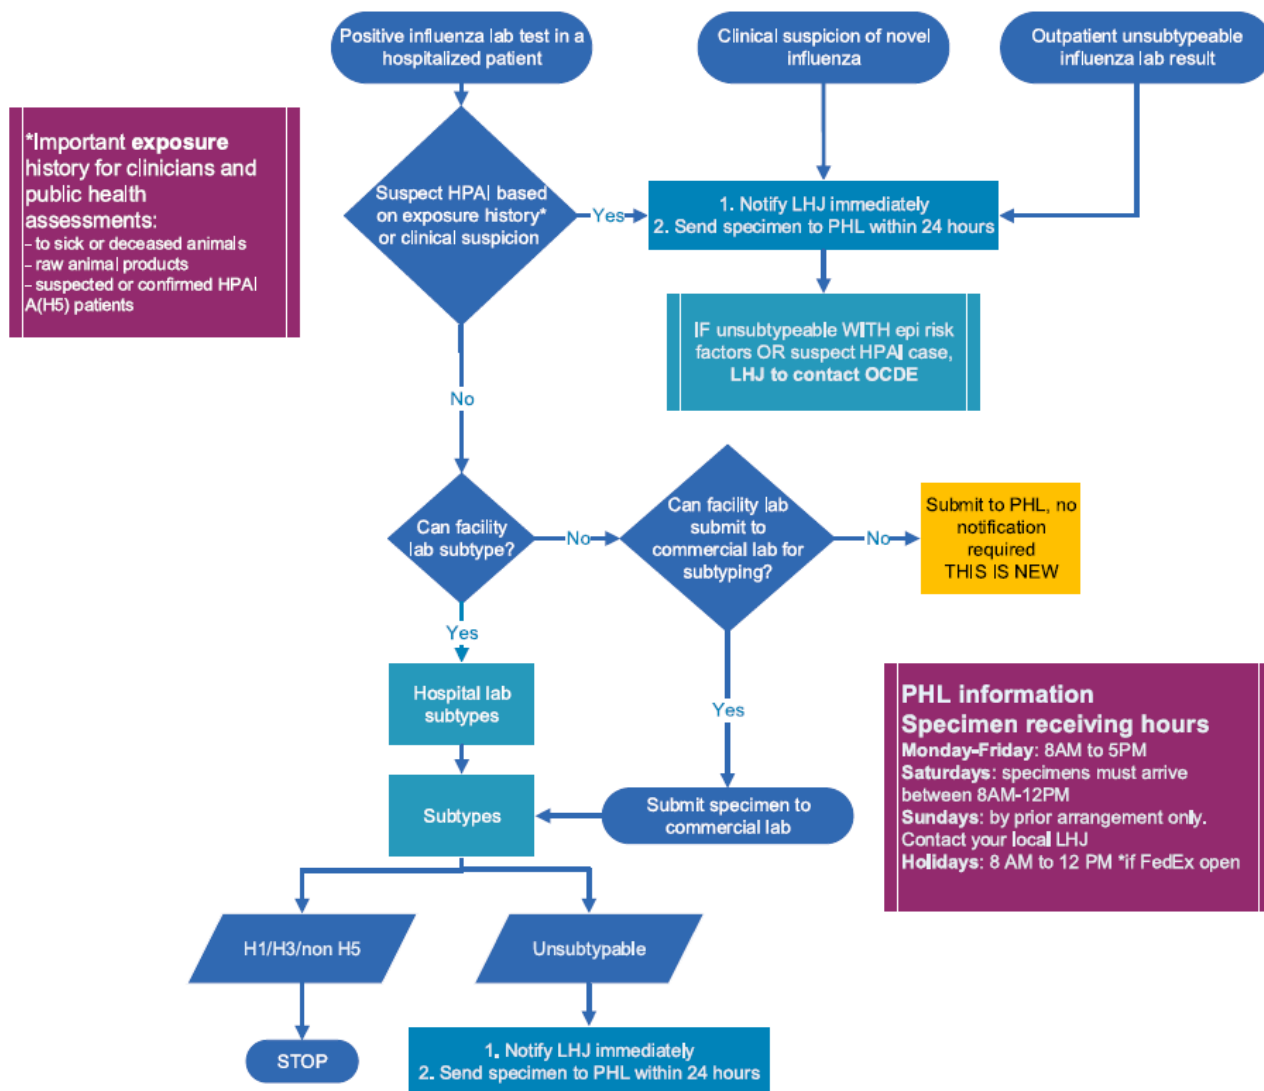 Positive influenza lab test in a
hospitalized patient
Clinical suspicion of novel
influenza
Outpatient unsubtypeable
influenza lab result
*Important exposure
history for clinicians and
public health
assessments:
– to sick or deceased animals
– raw animal products
– suspected or confirmed HPAI
A(H5) patients
Suspect HPAI based
on exposure history*
or clinical suspicion
Yes
1. Notify LHJ immediately
2. Send specimen to PHL within 24 hours
IF unsubtypeable WITH epi risk
factors OR suspect HPAI case,
LHJ to contact OCDE
No
Can facility
lab subtype?
No
Can facility lab
submit to
commercial lab for
subtyping?
No
Submit to PHL, no
notification
required
THIS IS NEW
Yes
Hospital lab
subtypes
Yes
Subtypes
Submit specimen to
commercial lab
PHL information
Specimen receiving hours
Monday-Friday: 8AM to 5PM
Saturdays: specimens must arrive
between 8AM-12PM
Sundays: by prior arrangement only.
Contact your local LHJ
Holidays: 8 AM to 12 PM *if FedEx open
H1/H3/non H5
Unsubtypable
STOP
1. Notify LHJ immediately
2. Send specimen to PHL within 24 hours